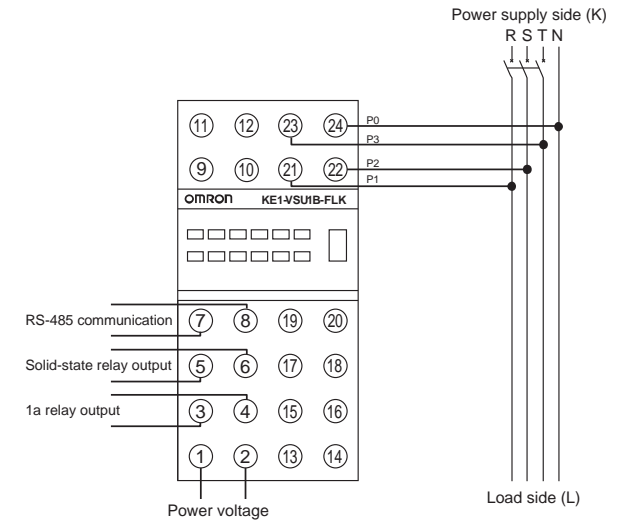 Power supply side (K)
R S T N
11 12 23 24 P0
P3
9 10 21 22 P2
P1
OMRON KE1-VSU1B-FLK
RS-485 communication 7 8 19 20
Solid-state relay output 5 6 17 18
1a relay output 3 4 15 16
1 2 13 14
Load side (L)
Power voltage